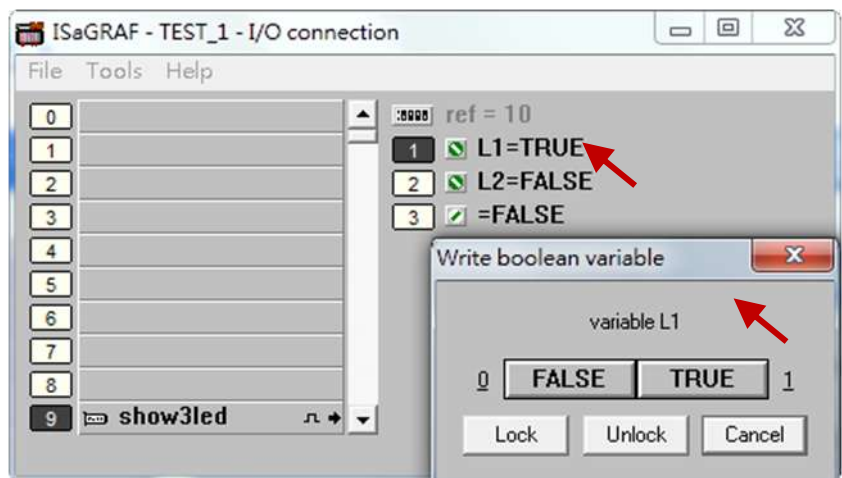 ISaGRAF - TEST_1 - I/O connection
File Tools Help
0
1
2
3
4
5
6
7
8
9 show3led
ref = 10
1 L1=TRUE
2 L2=FALSE
3 =FALSE
Write boolean variable
variable L1
0 FALSE TRUE 1
Lock Unlock Cancel